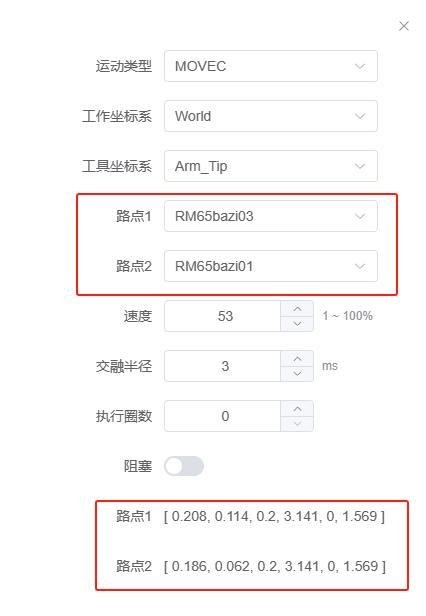 运动类型 MOVEC
工作坐标系 World
工具坐标系 Arm_Tip
路点1 RM65bazi03
路点2 RM65bazi01
速度 53 1 ~ 100%
交融半径 3 ms
执行圈数 0
阻塞
路点1 [ 0.208, 0.114, 0.2, 3.141, 0, 1.569 ]
路点2 [ 0.186, 0.062, 0.2, 3.141, 0, 1.569 ]